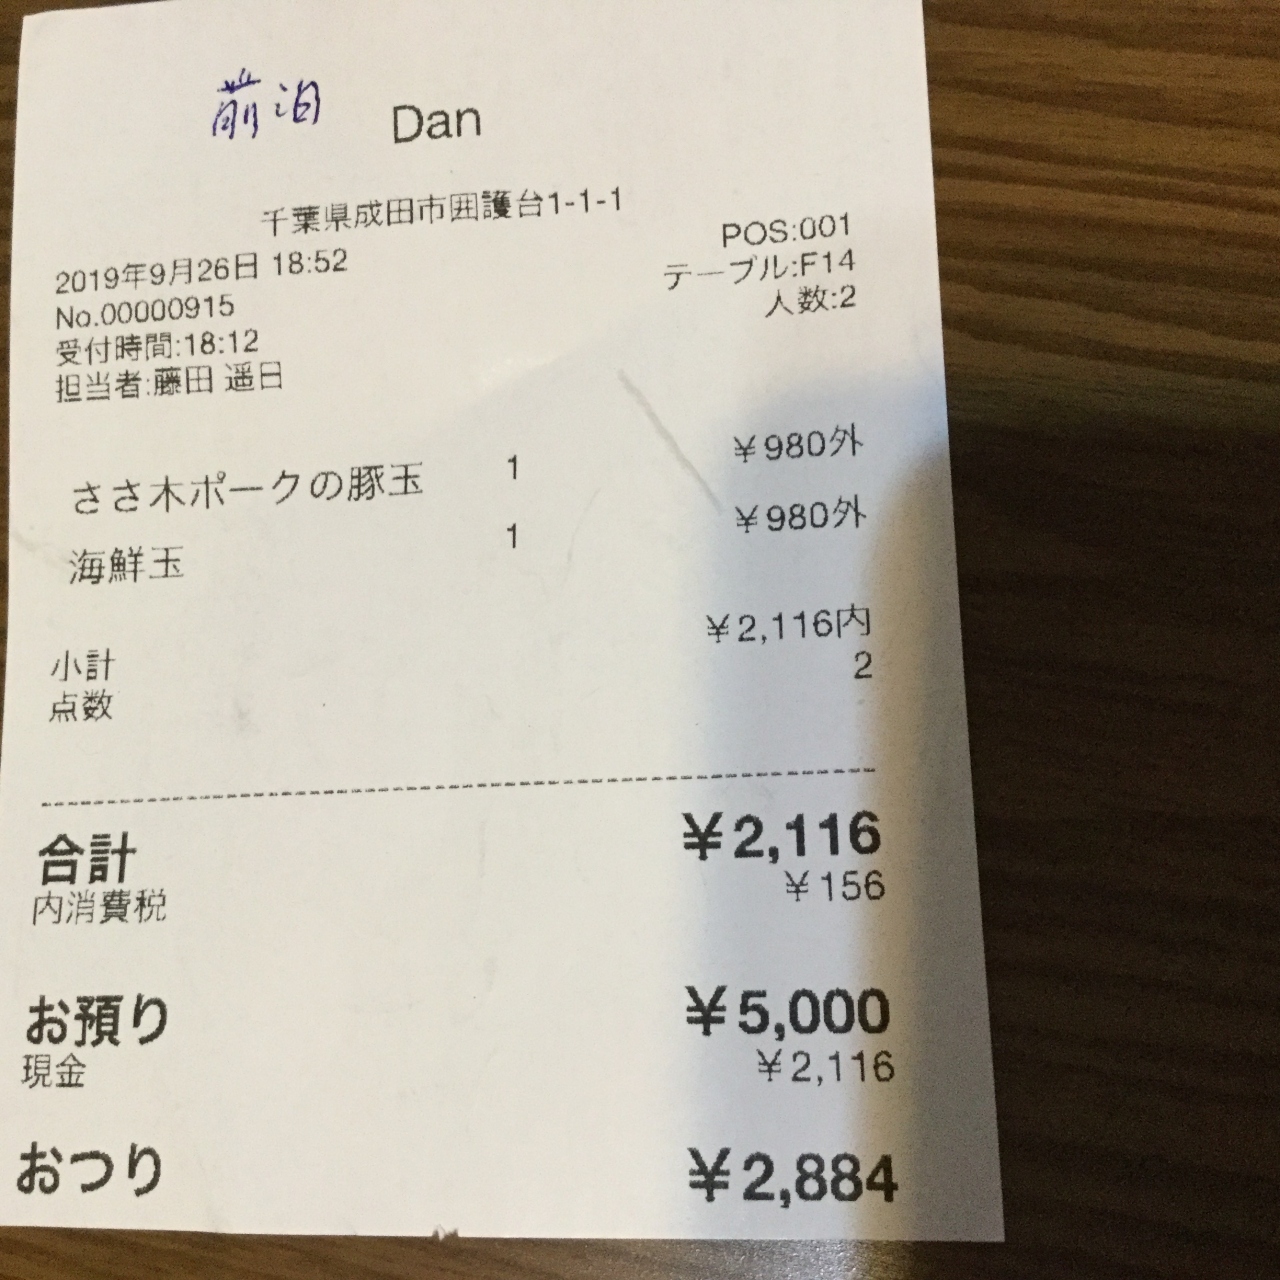 前泊
Dan
千葉県成田市囲護台1-1-1
POS:001
2019年9月26日 18:52
テーブル:F14
No.00000915
人数:2
受付時間:18:12
担当者:藤田 遥日
ささ木ポークの豚玉 1 ¥980外
海鮮玉 1 ¥980外
小計 ¥2,116内
点数 2
合計 ¥2,116
内消費税 ¥156
お預り ¥5,000
現金 ¥2,116
おつり ¥2,884